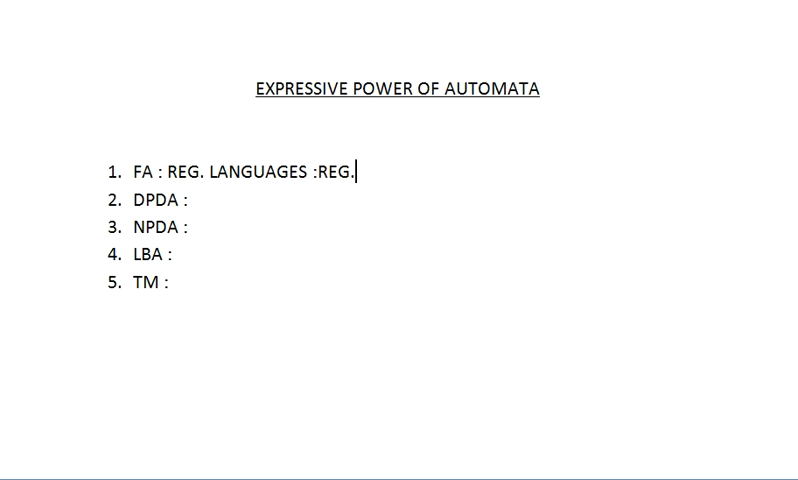 EXPRESSIVE POWER OF AUTOMATA
1. FA : REG. LANGUAGES :REG.
2. DPDA :
3. NPDA :
4. LBA :
5. TM :